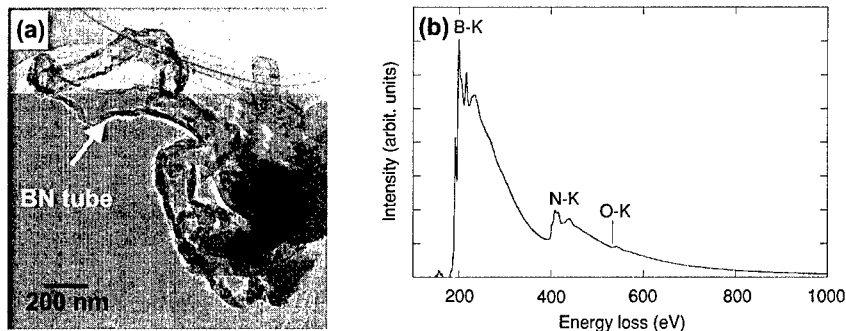 (a)
BN tube
200 nm
(b)
B-K
N-K
O-K
Intensity (arbit. units)
200 400 600 800 1000
Energy loss (eV)